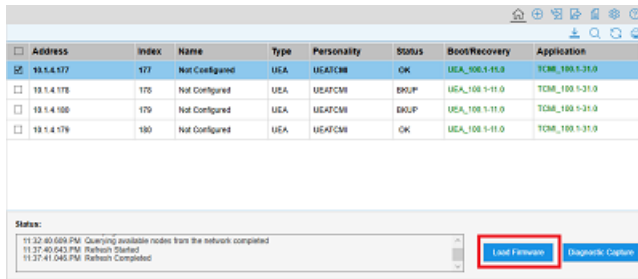 Address Index Name Type Personality Status Boot/Recovery Application
10.1.4.177 177 Not Configured UEA UEATCMI OK UEA_100.1-11.0 TCMI_100.1-31.0
10.1.4.178 178 Not Configured UEA UEATCMI BKUP UEA_100.1-11.0 TCMI_100.1-31.0
10.1.4.180 179 Not Configured UEA UEATCMI BKUP UEA_100.1-11.0 TCMI_100.1-31.0
10.1.4.179 180 Not Configured UEA UEATCMI OK UEA_100.1-11.0 TCMI_100.1-31.0
Status:
11:32:40.689.PM Querying available nodes from the network completed
11:37:40.643.PM Refresh Started
11:37:41.046.PM Refresh Completed
Load Firmware Diagnostic Capture